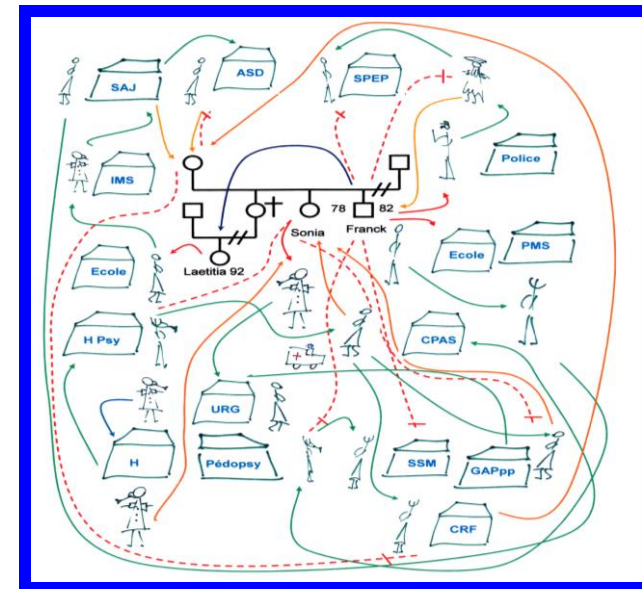 SAJ
ASD
SPEP
IMS
Police
78
82
Sonia
Franck
Ecole
Laetitia 92
Ecole
PMS
H Psy
CPAS
URG
H
Pédopsy
SSM
GAPpp
CRF